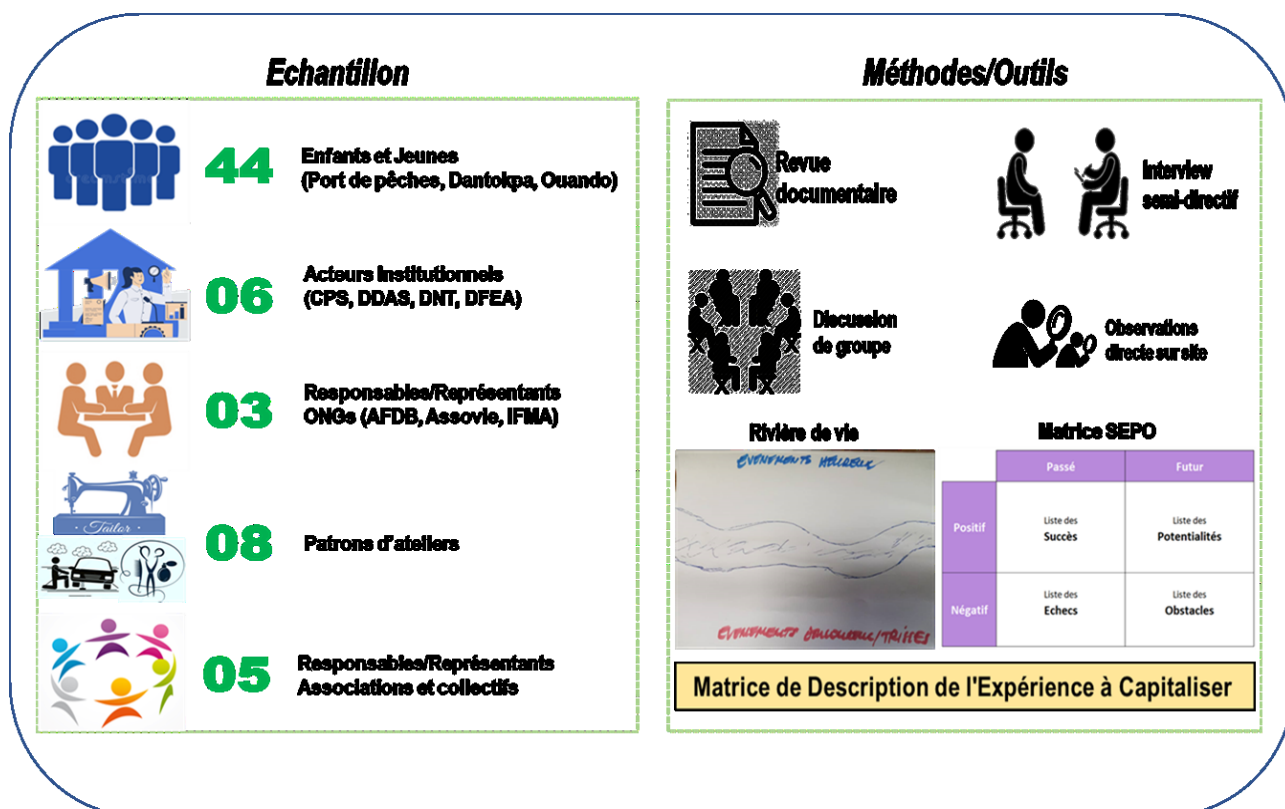 Echantillon
44
Enfants et Jeunes
(Port de pêches, Dantokpa, Ouando)
06
Acteurs Institutionnels
(CPS, DDAS, DNT, DFEA)
03
Responsables/Représentants
ONGs (AFDB, Assovie, IFMA)
Tailor
08
Patrons d'ateliers
05
Responsables/Représentants
Associations et collectifs
Méthodes/Outils
Revue
documentaire
Interview
semi-directif
Discussion
de groupe
Observations
directe sur site
Rivière de vie
EVENEMENTS HEUREUX
EVENEMENTS
Matrice SEPO
Passé
Futur
Positif
Liste des
Succès
Liste des
Potentialités
Négatif
Liste des
Echecs
Liste des
Obstacles
Matrice de Description de l'Expérience à Capitaliser